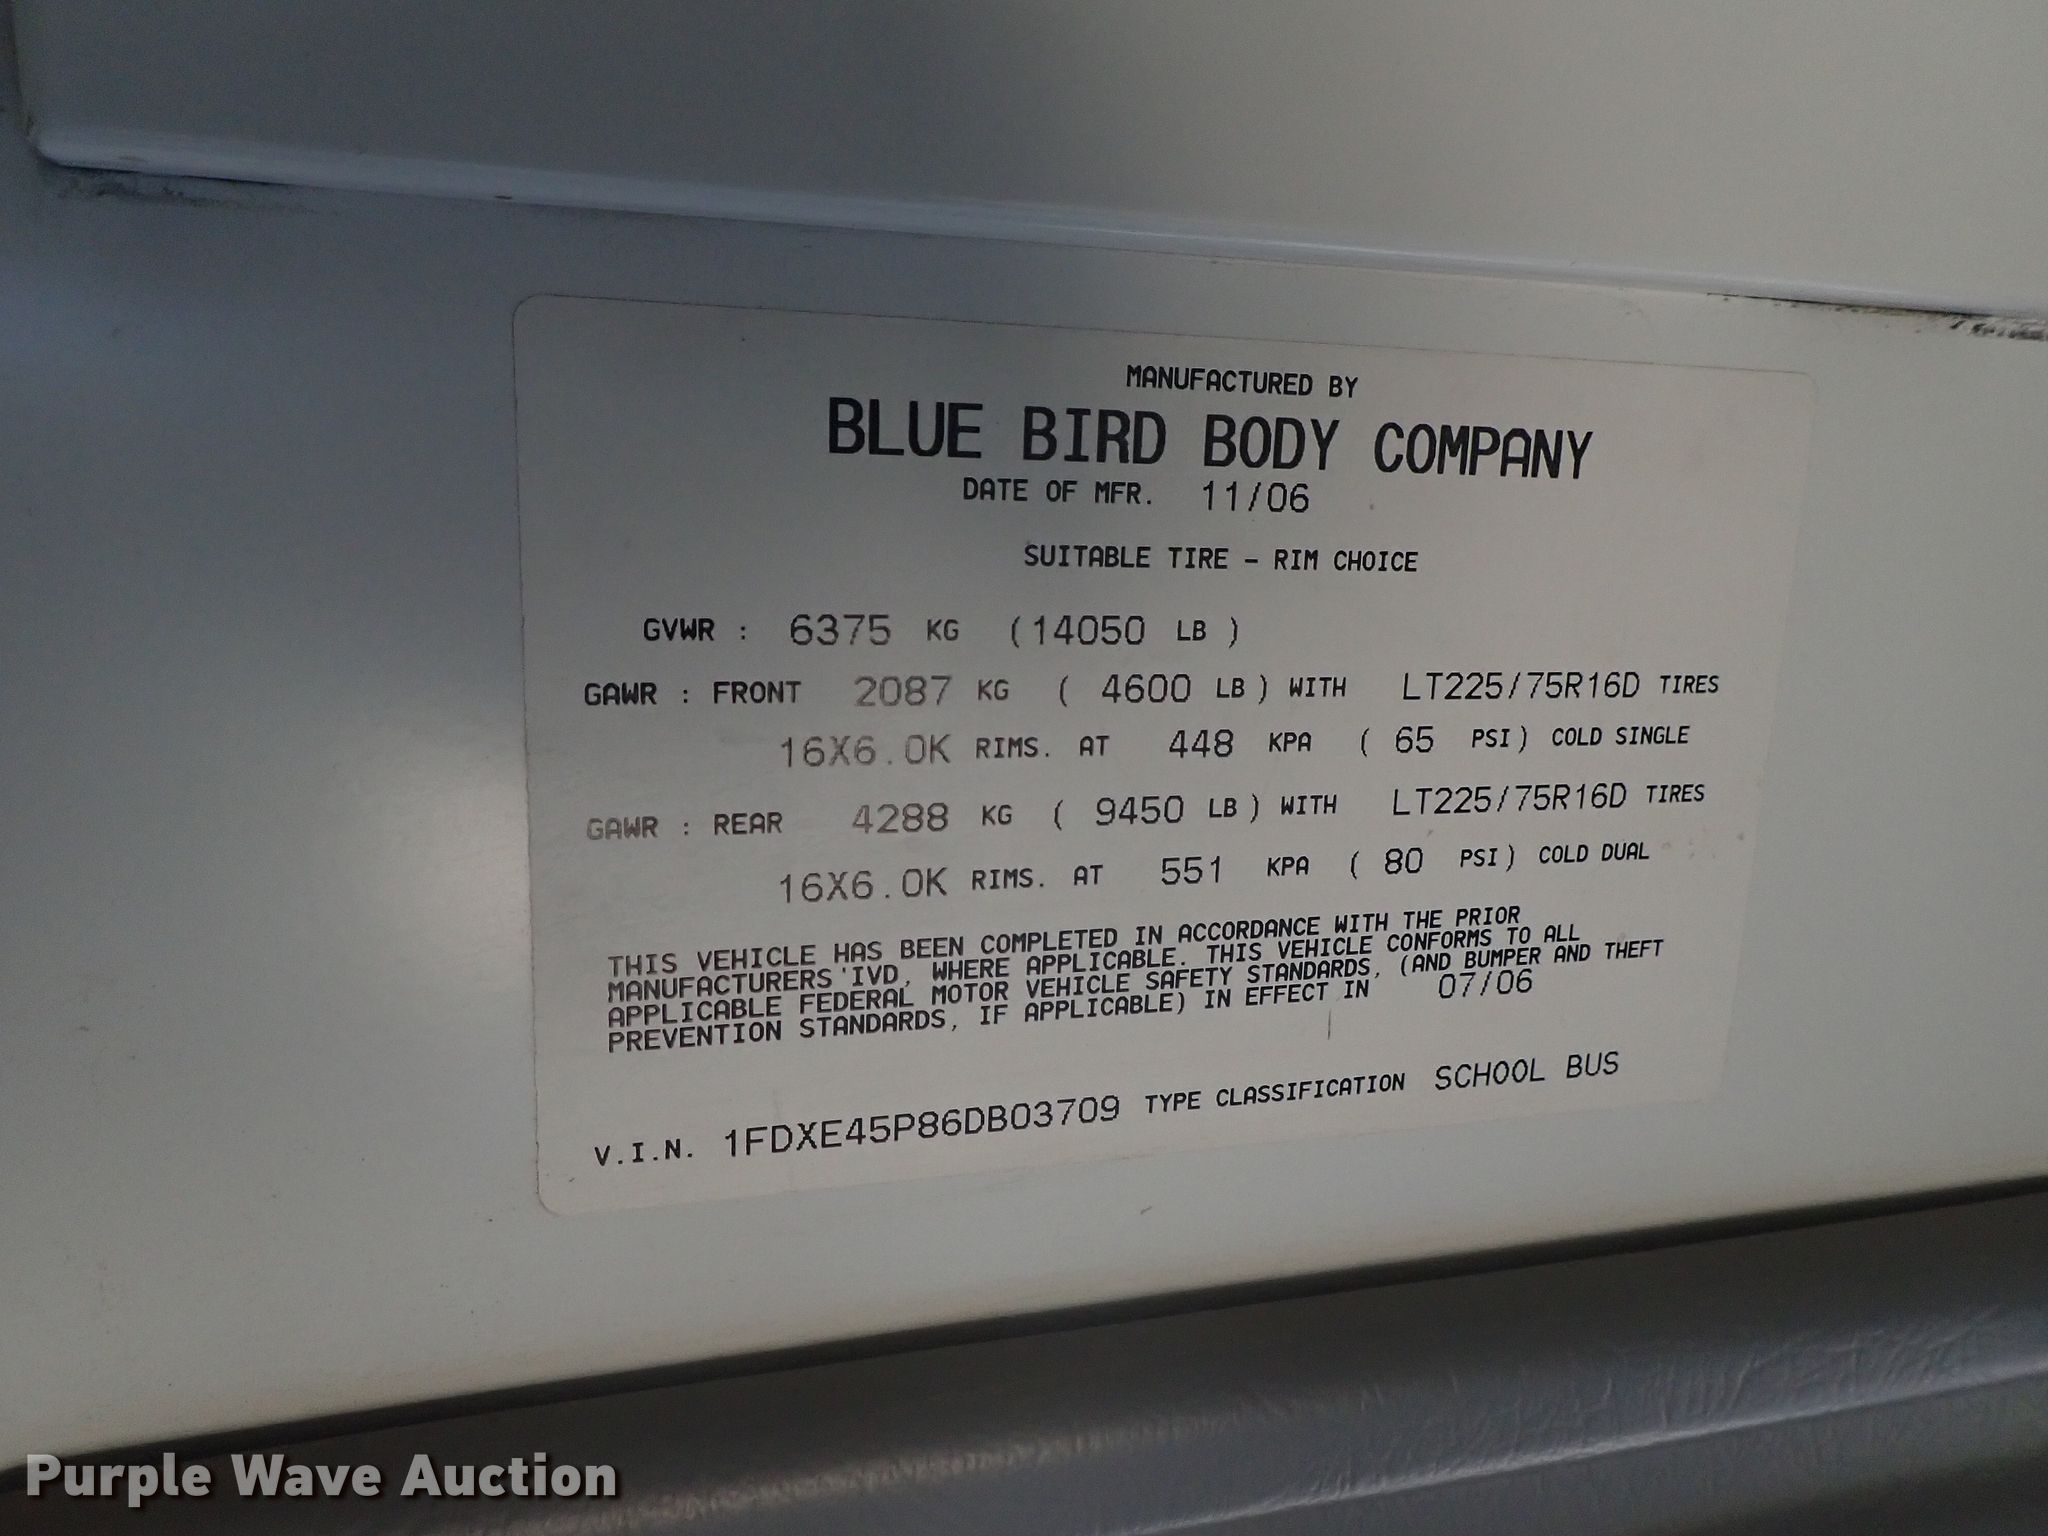 MANUFACTURED BY
BLUE BIRD BODY COMPANY
DATE OF MFR. 11/06
SUITABLE TIRE - RIM CHOICE
GVWR : 6375 KG (14050 LB )
GAWR : FRONT 2087 KG ( 4600 LB ) WITH LT225/75R16D TIRES
16X6.0K RIMS. AT 448 KPA ( 65 PSI ) COLD SINGLE
GAWR : REAR 4288 KG ( 9450 LB ) WITH LT225/75R16D TIRES
16X6.0K RIMS. AT 551 KPA ( 80 PSI ) COLD DUAL
THIS VEHICLE HAS BEEN COMPLETED IN ACCORDANCE WITH THE PRIOR
MANUFACTURERS'IVD, WHERE APPLICABLE. THIS VEHICLE CONFORMS TO ALL
APPLICABLE FEDERAL MOTOR VEHICLE SAFETY STANDARDS, (AND BUMPER AND THEFT
PREVENTION STANDARDS, IF APPLICABLE) IN EFFECT IN 07/06
V.I.N. 1FDXE45P86DB03709 TYPE CLASSIFICATION SCHOOL BUS
Purple Wave Auction